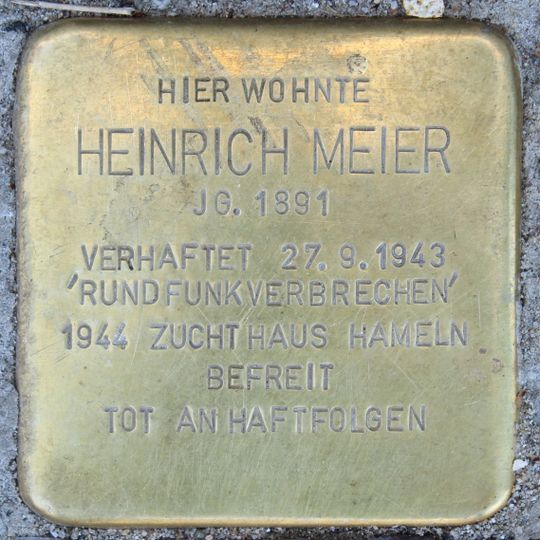 HIER WOHNTE
HEINRICH MEIER
JG. 1891
VERHAFTET 27.9.1943
'RUNDFUNKVERBRECHEN'
1944 ZUCHTHAUS HAMELN
BEFREIT
TOT AN HAFTFOLGEN